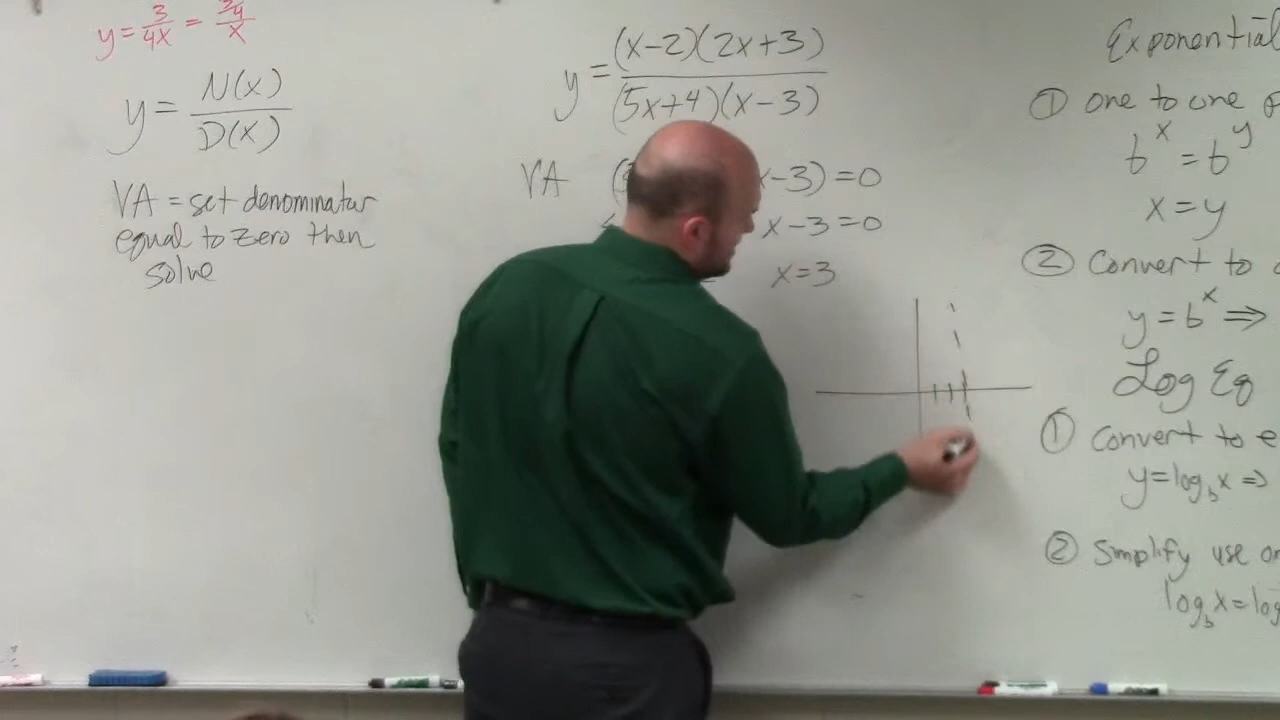 y = 3/4x = 3/4/x
y = N(x)/D(x)
VA = set denominator
equal to zero then
solve
y = (x-2)(2x+3)/(5x+4)(x-3)
VA ( x-3) = 0
x-3=0
x=3
Exponential
① one to one
b^x = b^y
x = y
② Convert to
y = b^x ⇒
Log Eq
① Convert to e
y = log_b x ⇒
② Simplify use
log_b x = log